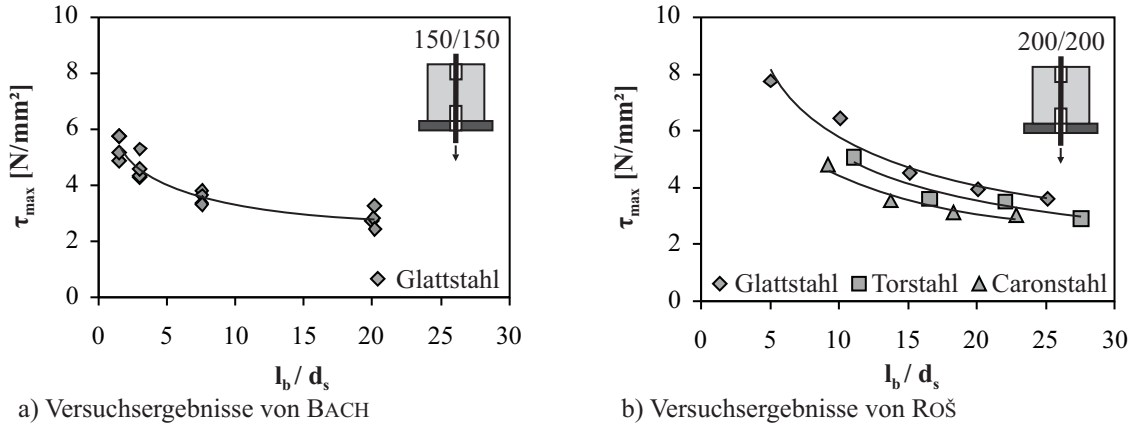 10
8
6
4
2
0
τmax [N/mm²]
150/150
Glattstahl
0 5 10 15 20 25 30
lb / ds
a) Versuchsergebnisse von BACH
10
8
6
4
2
0
τmax [N/mm²]
200/200
Glattstahl Torstahl Caronstahl
0 5 10 15 20 25 30
lb / ds
b) Versuchsergebnisse von ROŠ